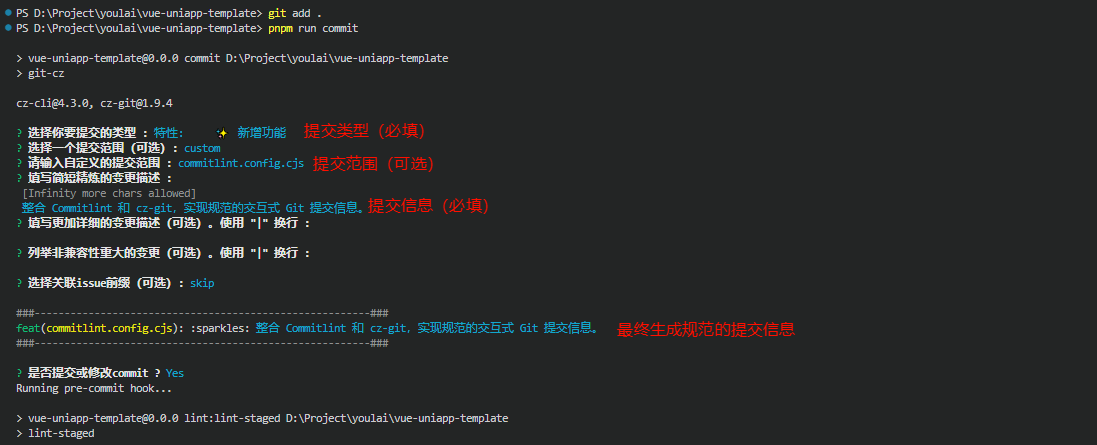 PS D:\Project\youlai\vue-uniapp-template> git add .
PS D:\Project\youlai\vue-uniapp-template> pnpm run commit
> vue-uniapp-template@0.0.0 commit D:\Project\youlai\vue-uniapp-template
> git-cz
cz-cli@4.3.0, cz-git@1.9.4
? 选择你要提交的类型 : 特性: ✨ 新增功能 提交类型（必填）
? 选择一个提交范围（可选）: custom
? 请输入自定义的提交范围 : commitlint.config.cjs 提交范围（可选）
? 填写简短精炼的变更描述 :
[Infinity more chars allowed]
整合 Commitlint 和 cz-git，实现规范的交互式 Git 提交信息。 提交信息（必填）
? 填写更加详细的变更描述（可选）。使用 "|" 换行 :
? 列举非兼容性重大的变更（可选）。使用 "|" 换行 :
? 选择关联issue前缀（可选）: skip
###--------------------------------------------------------###
feat(commitlint.config.cjs): :sparkles: 整合 Commitlint 和 cz-git，实现规范的交互式 Git 提交信息。 最终生成规范的提交信息
###--------------------------------------------------------###
? 是否提交或修改commit ? Yes
Running pre-commit hook...
> vue-uniapp-template@0.0.0 lint:lint-staged D:\Project\youlai\vue-uniapp-template
> lint-staged